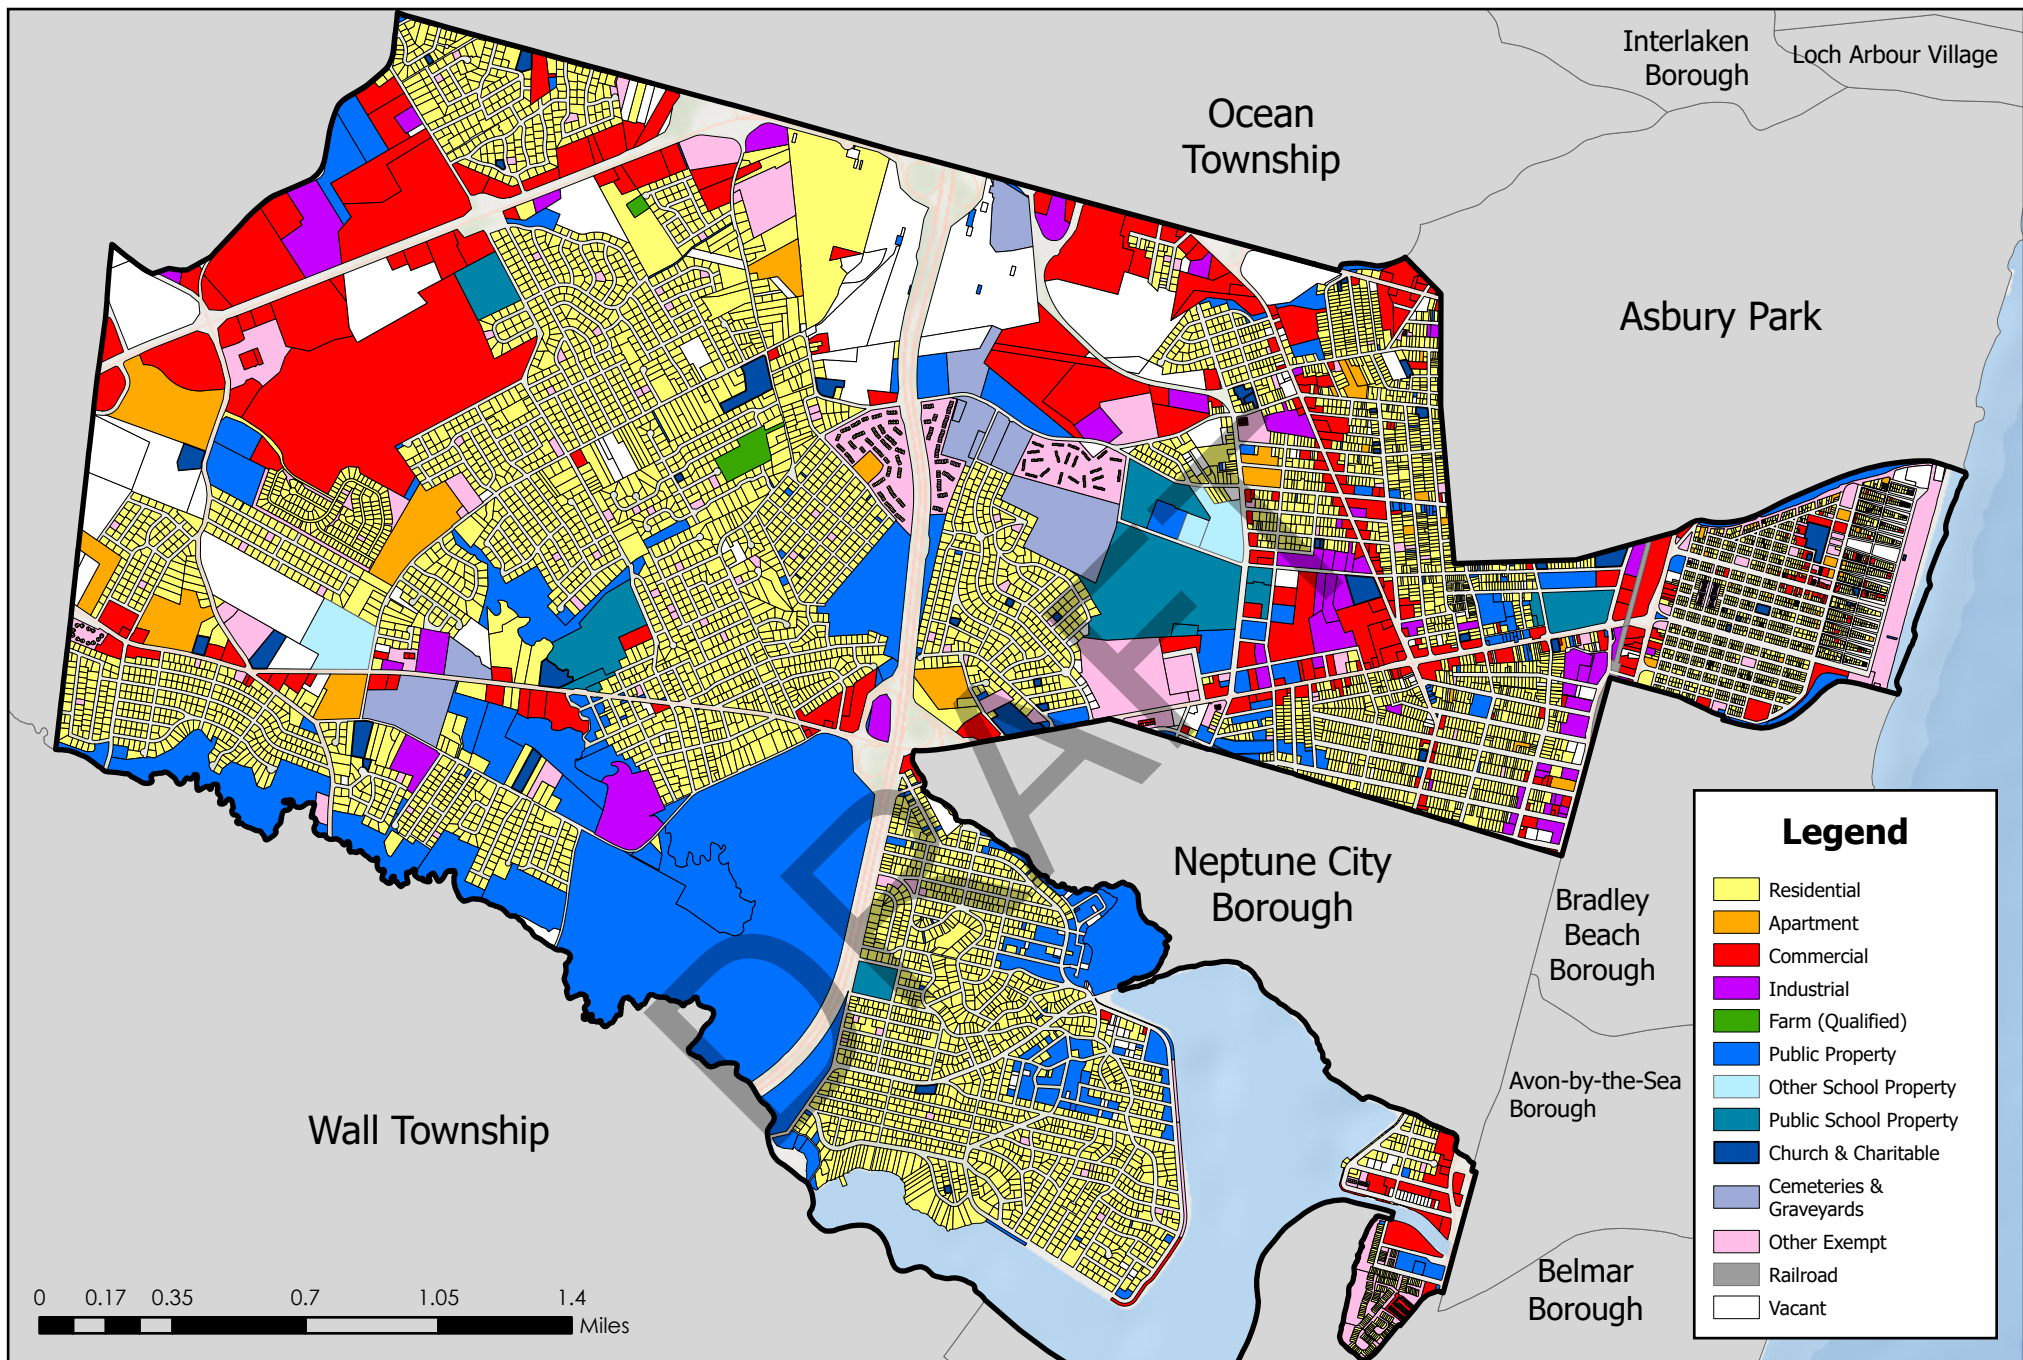 Interlaken
Borough
Loch Arbour Village
Ocean
Township
Asbury Park
DRAFT
Neptune City
Borough
Bradley
Beach
Borough
Avon-by-the-Sea
Borough
Wall Township
Belmar
Borough
Legend
Residential
Apartment
Commercial
Industrial
Farm (Qualified)
Public Property
Other School Property
Public School Property
Church & Charitable
Cemeteries &
Graveyards
Other Exempt
Railroad
Vacant
0 0.17 0.35 0.7 1.05 1.4
Miles